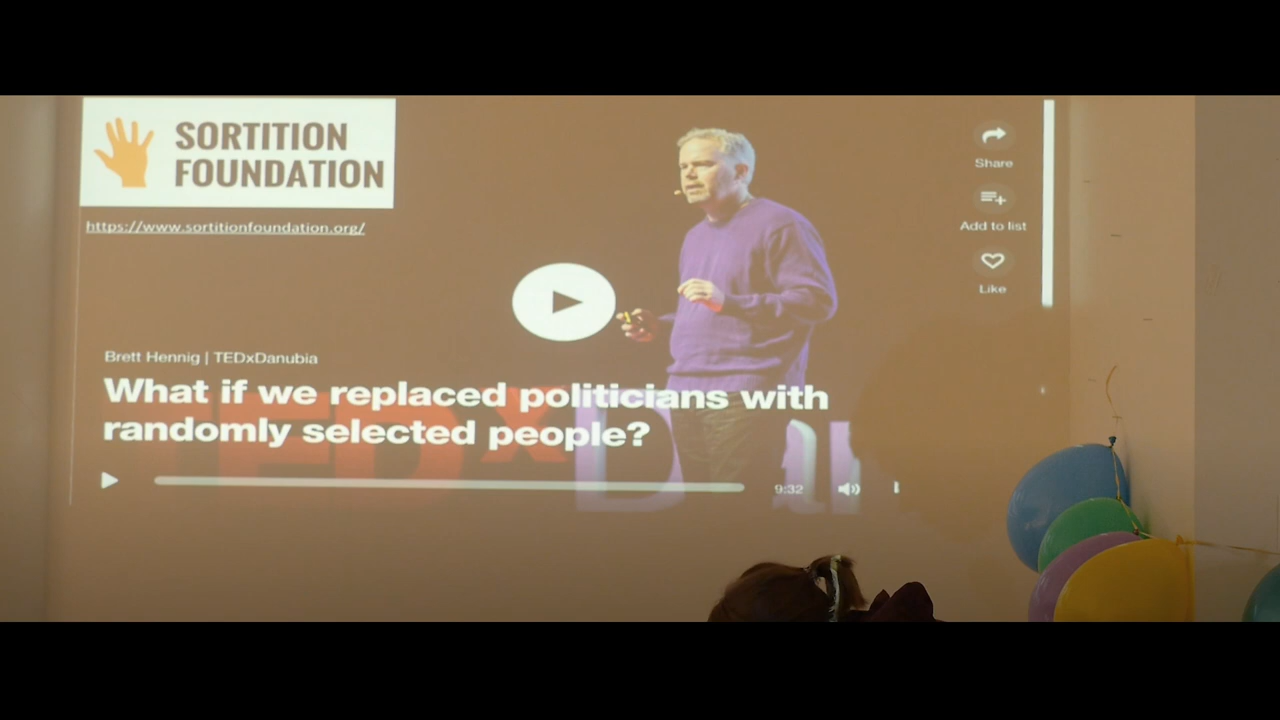 SORTITION
FOUNDATION
https://www.sortitionfoundation.org/
Share
Add to list
Like
Brett Hennig | TEDxDanubia
What if we replaced politicians with
randomly selected people?
9:32
TEDx